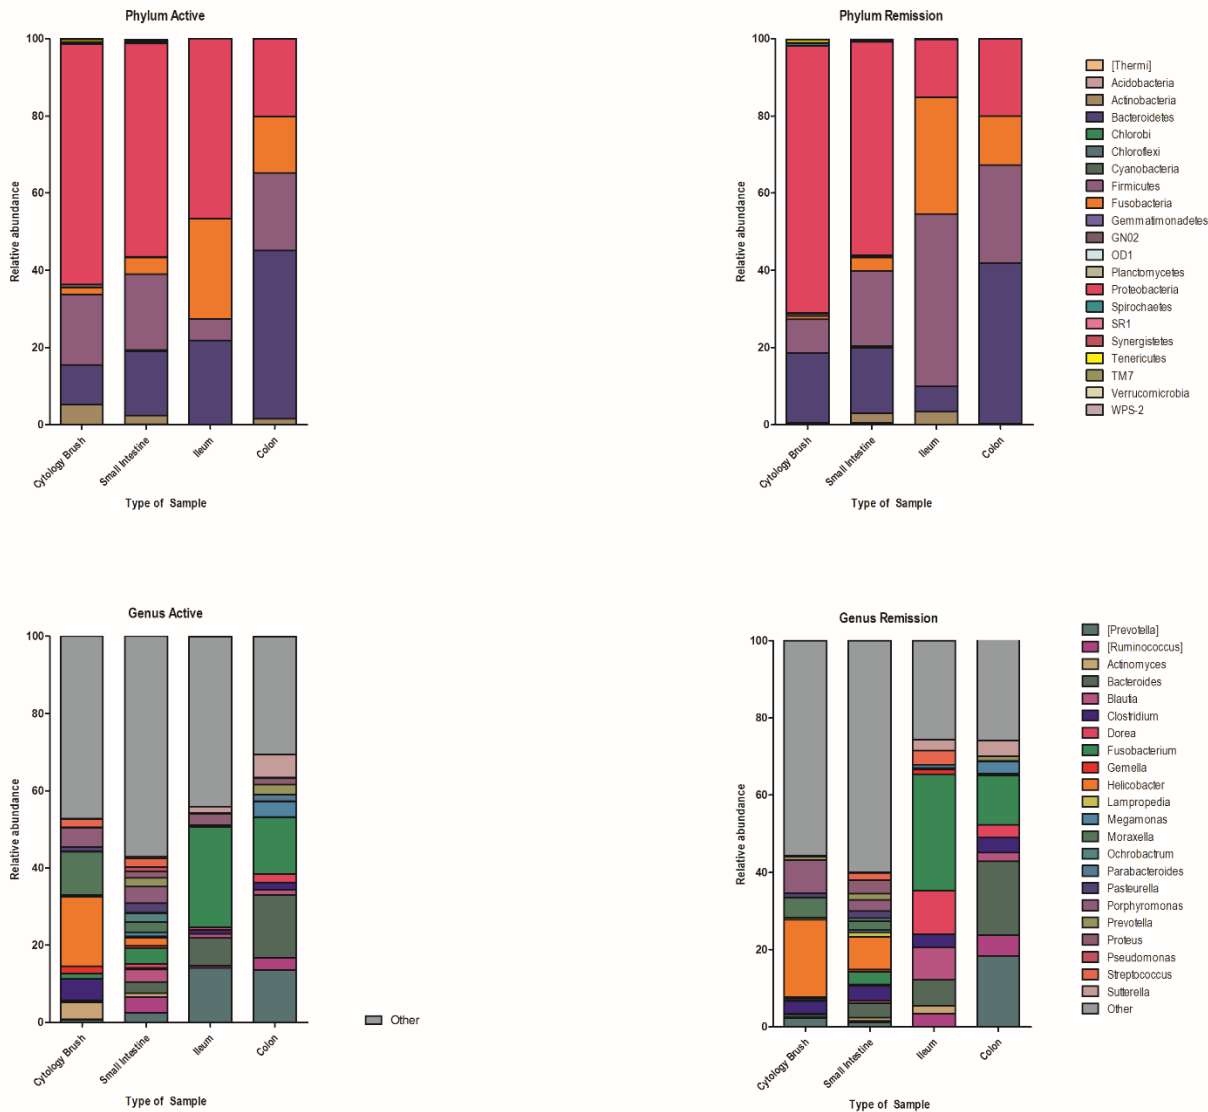 Phylum Active
100
80
60
40
20
0
Relative abundance
Cytology Brush
Small Intestine
Ileum
Colon
Type of Sample
Phylum Remission
100
80
60
40
20
0
Relative abundance
Cytology Brush
Small Intestine
Ileum
Colon
Type of Sample
[Thermi]
Acidobacteria
Actinobacteria
Bacteroidetes
Chlorobi
Chloroflexi
Cyanobacteria
Firmicutes
Fusobacteria
Gemmatimonadetes
GN02
OD1
Planctomycetes
Proteobacteria
Spirochaetes
SR1
Synergistetes
Tenericutes
TM7
Verrucomicrobia
WPS-2
Genus Active
100
80
60
40
20
0
Relative abundance
Cytology Brush
Small Intestine
Ileum
Colon
Type of Sample
Other
Genus Remission
100
80
60
40
20
0
Relative abundance
Cytology Brush
Small Intestine
Ileum
Colon
Type of Sample
[Prevotella]
[Ruminococcus]
Actinomyces
Bacteroides
Blautia
Clostridium
Dorea
Fusobacterium
Gemella
Helicobacter
Lampropedia
Megamonas
Moraxella
Ochrobactrum
Parabacteroides
Pasteurella
Porphyromonas
Prevotella
Proteus
Pseudomonas
Streptococcus
Sutterella
Other